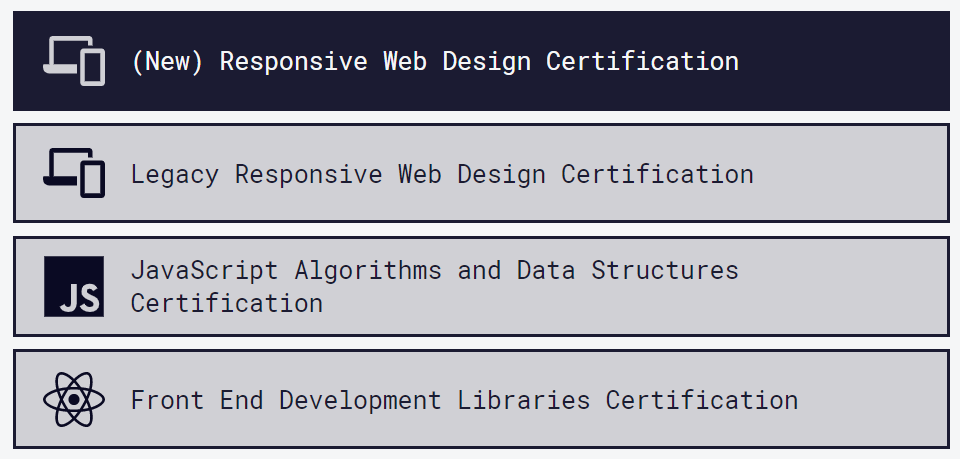 (New) Responsive Web Design Certification
Legacy Responsive Web Design Certification
JS
JavaScript Algorithms and Data Structures
Certification
Front End Development Libraries Certification